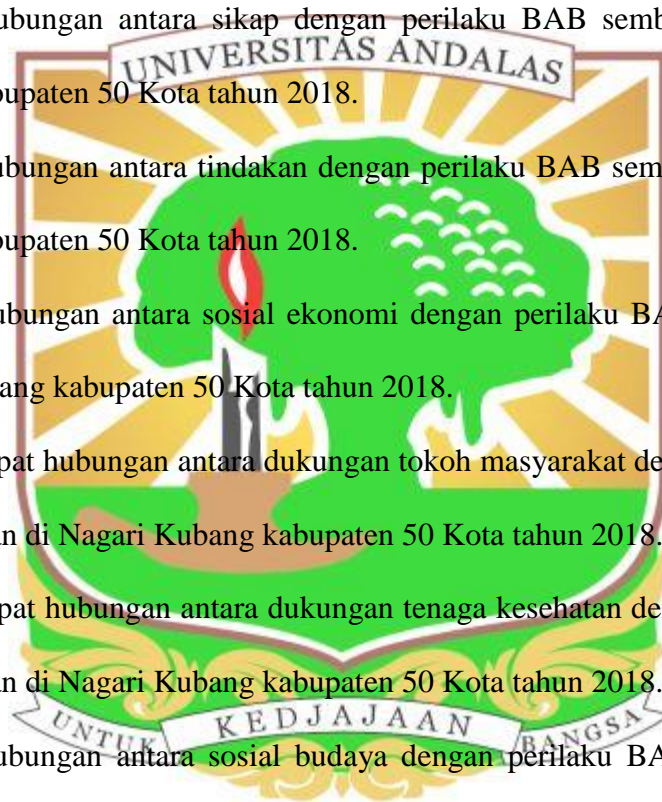 ubungan antara sikap dengan perilaku BAB semb
UNIVERSITAS ANDALAS
bupaten 50 Kota tahun 2018.
ubungan antara tindakan dengan perilaku BAB sem
bupaten 50 Kota tahun 2018.
ubungan antara sosial ekonomi dengan perilaku BA
ang kabupaten 50 Kota tahun 2018.
pat hubungan antara dukungan tokoh masyarakat de
n di Nagari Kubang kabupaten 50 Kota tahun 2018.
pat hubungan antara dukungan tenaga kesehatan de
n di Nagari Kubang kabupaten 50 Kota tahun 2018.
UNTUK KEDJAJAAN BANGSA
ubungan antara sosial budaya dengan perilaku BA